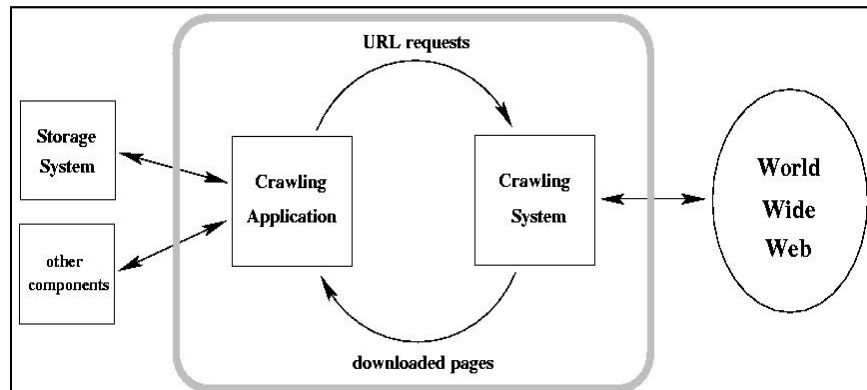 URL requests
Storage
System
Crawling
Application
Crawling
System
World
Wide
Web
other
components
downloaded pages